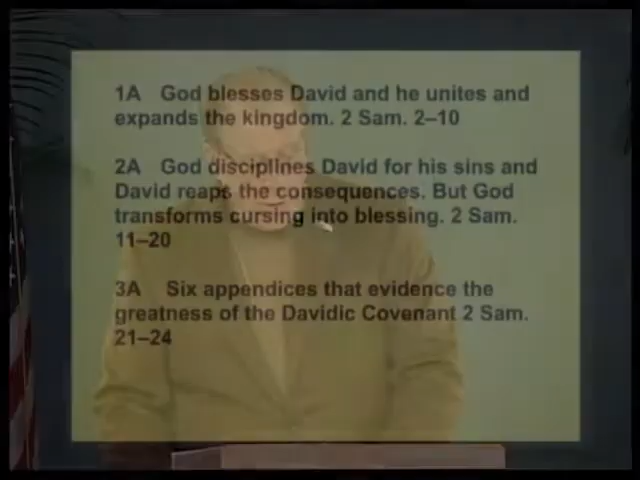 1A God blesses David and he unites and
expands the kingdom. 2 Sam. 2–10
2A God disciplines David for his sins and
David reaps the consequences. But God
transforms cursing into blessing. 2 Sam.
11–20
3A Six appendices that evidence the
greatness of the Davidic Covenant 2 Sam.
21–24